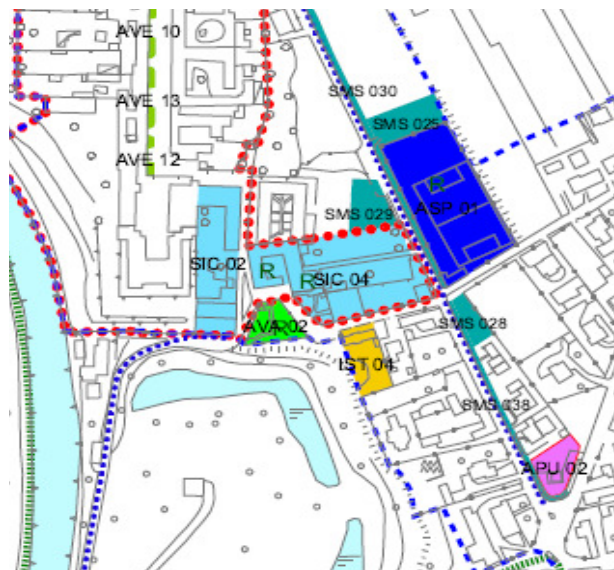 AVE 10
SMS 030
AVE 13
SMS 025
AVE 12
R
ASP 01
SMS 029
SIC 02
R
R
SIC 04
AVA 02
R
SMS 028
IST 04
SMS 038
APU 02